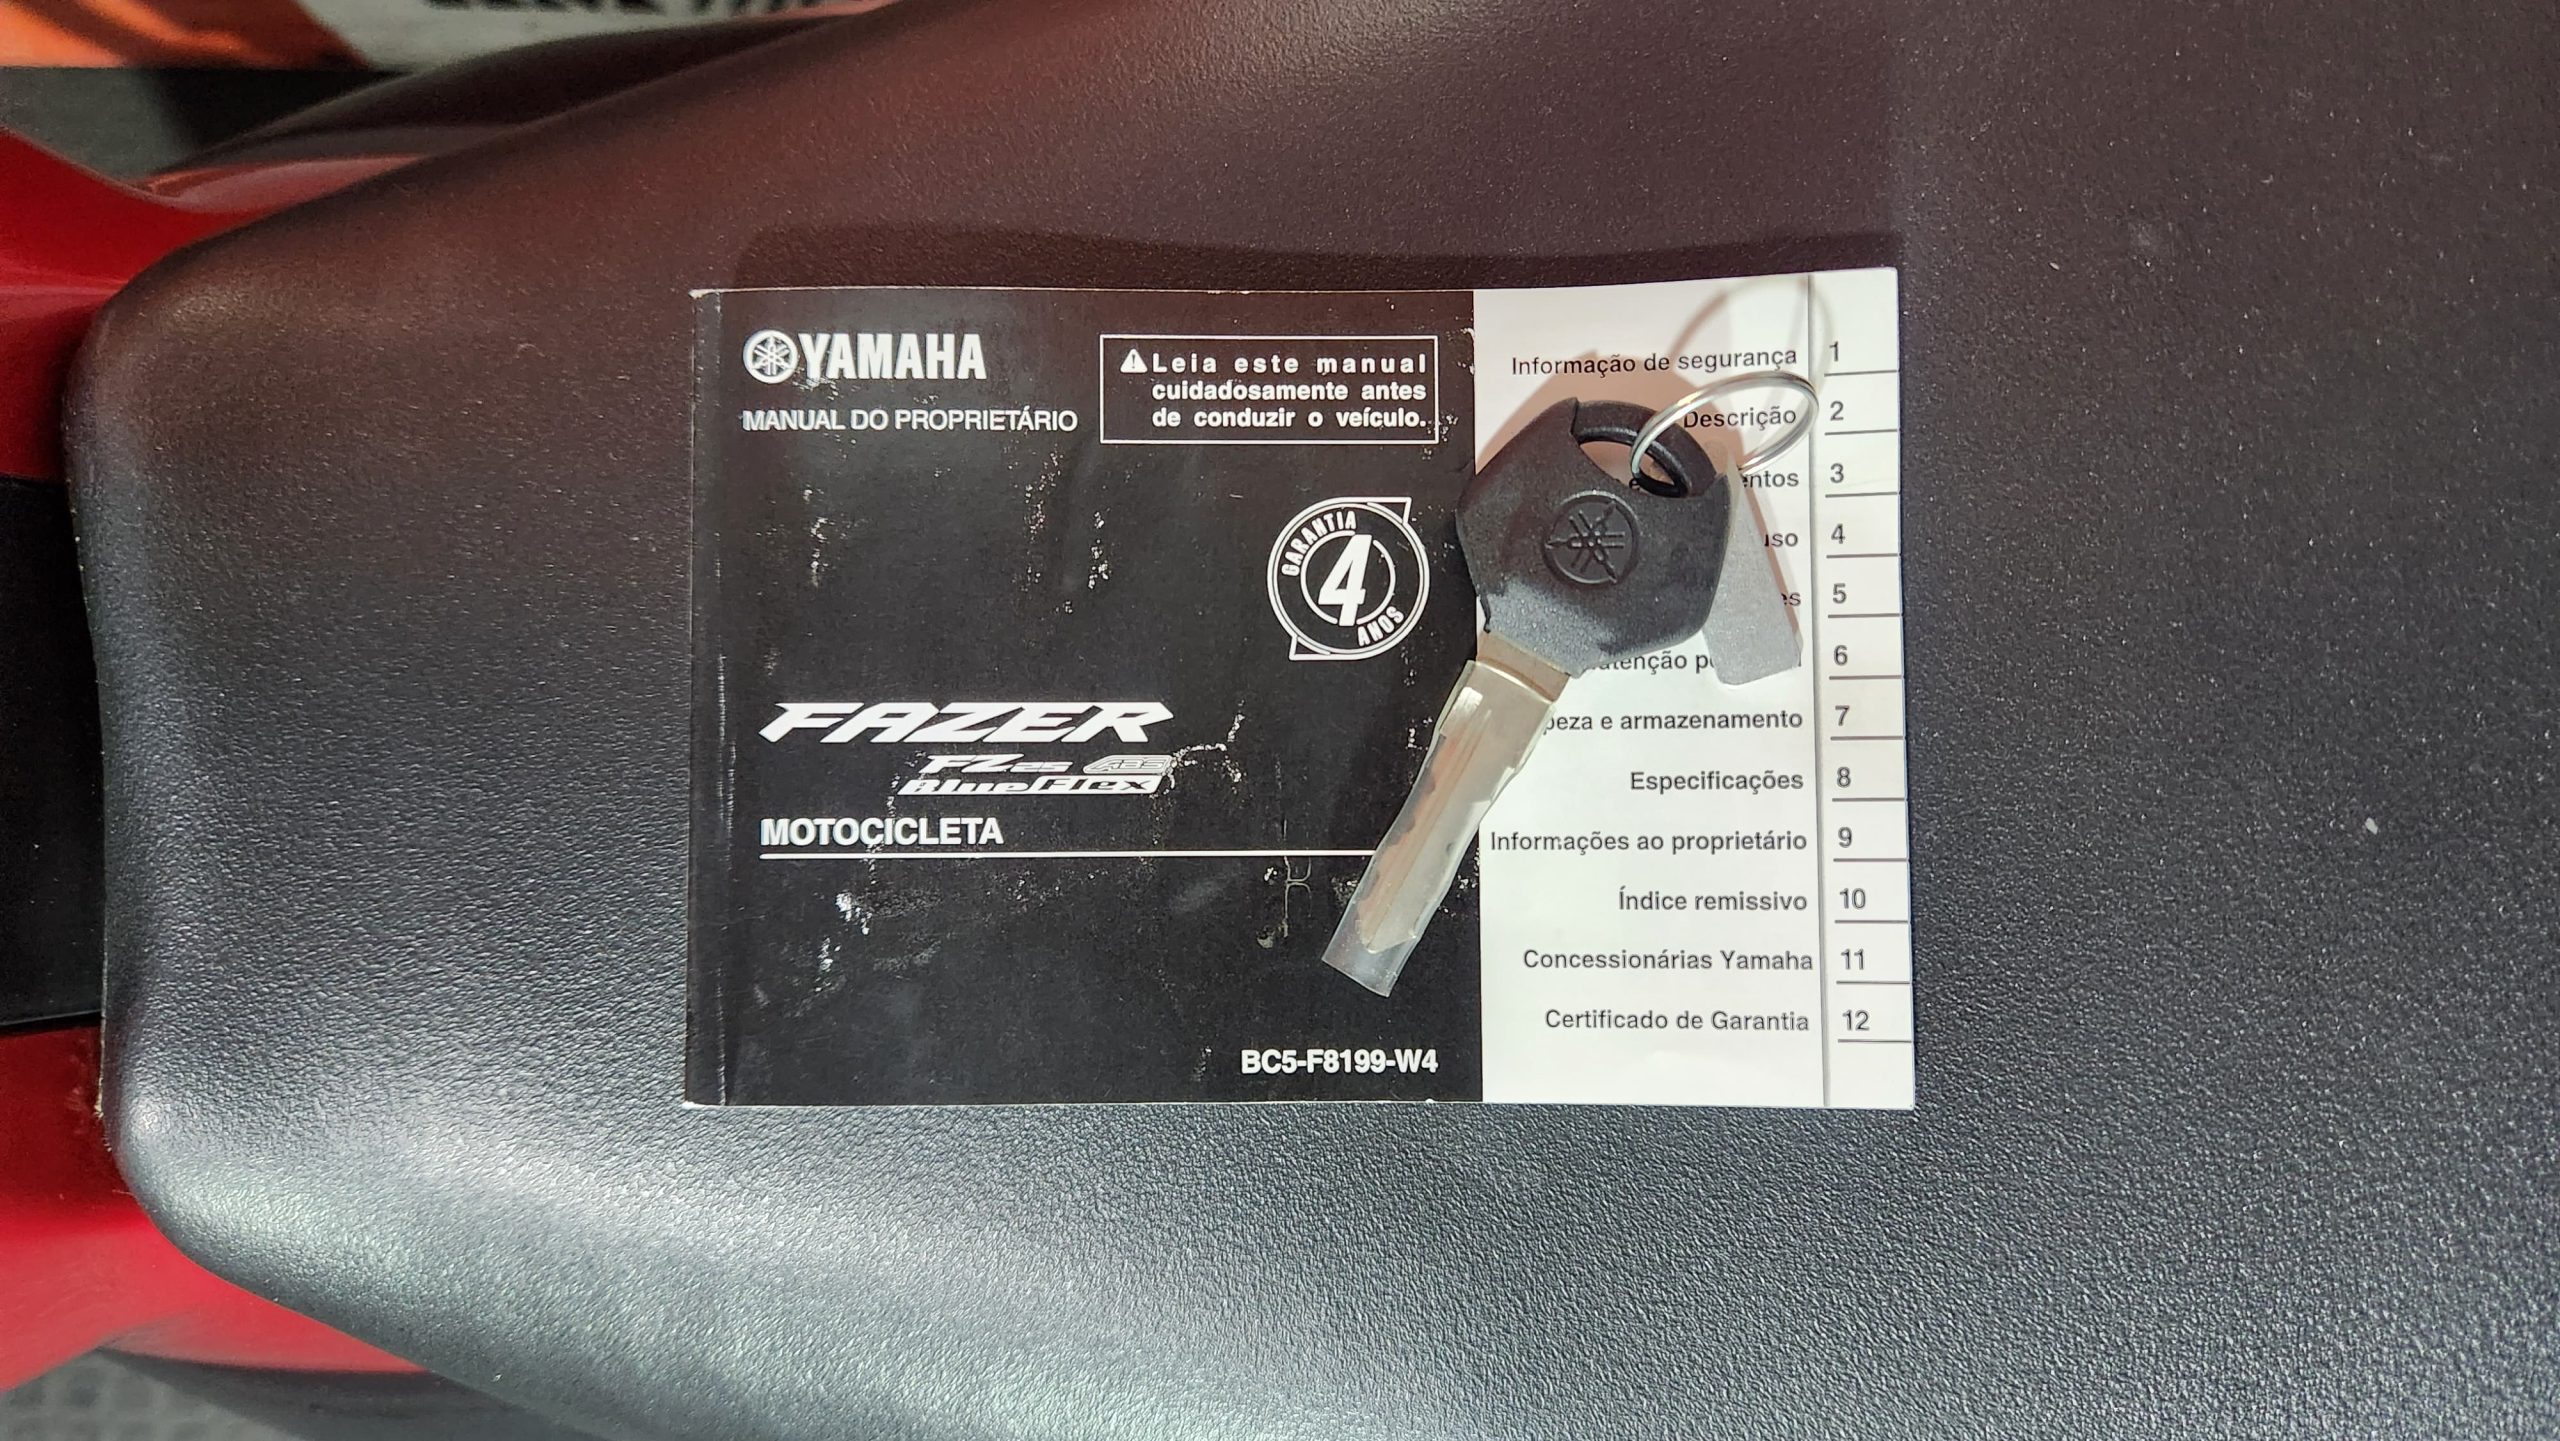 YAMAHA
MANUAL DO PROPRIETÁRIO
Leia este manual
cuidadosamente antes
de conduzir o veículo.
GARANTIA
4
ANOS
FAZER
FZ25 ABS
BlueFlex
MOTOCICLETA
BC5-F8199-W4
Informação de segurança 1
Descrição 2
3
4
5
6
e armazenamento 7
Especificações 8
Informações ao proprietário 9
Índice remissivo 10
Concessionárias Yamaha 11
Certificado de Garantia 12